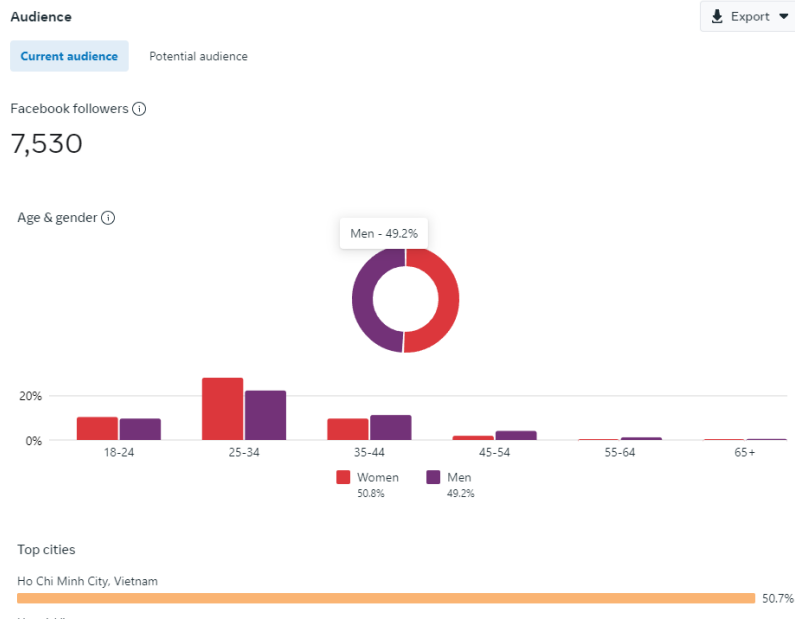 Audience
Export
Current audience
Potential audience
Facebook followers
7,530
Age & gender
Men - 49.2%
20%
0%
18-24
25-34
35-44
45-54
55-64
65+
Women
Men
50.8%
49.2%
Top cities
Ho Chi Minh City, Vietnam
50.7%